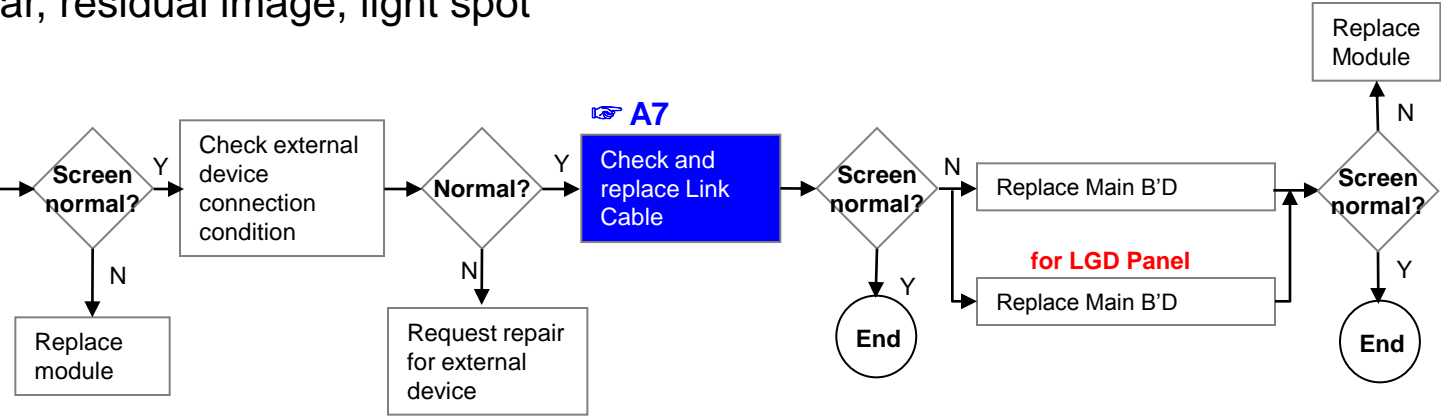 residual image, light spot
Screen
normal?
Y
N
Replace
module
Check external
device
connection
condition
Normal?
Y
N
Request repair
for external
device
☞ A7
Check and
replace Link
Cable
Screen
normal?
N
Y
End
Replace Main B’D
for LGD Panel
Replace Main B’D
Screen
normal?
N
Replace
Module
Y
End